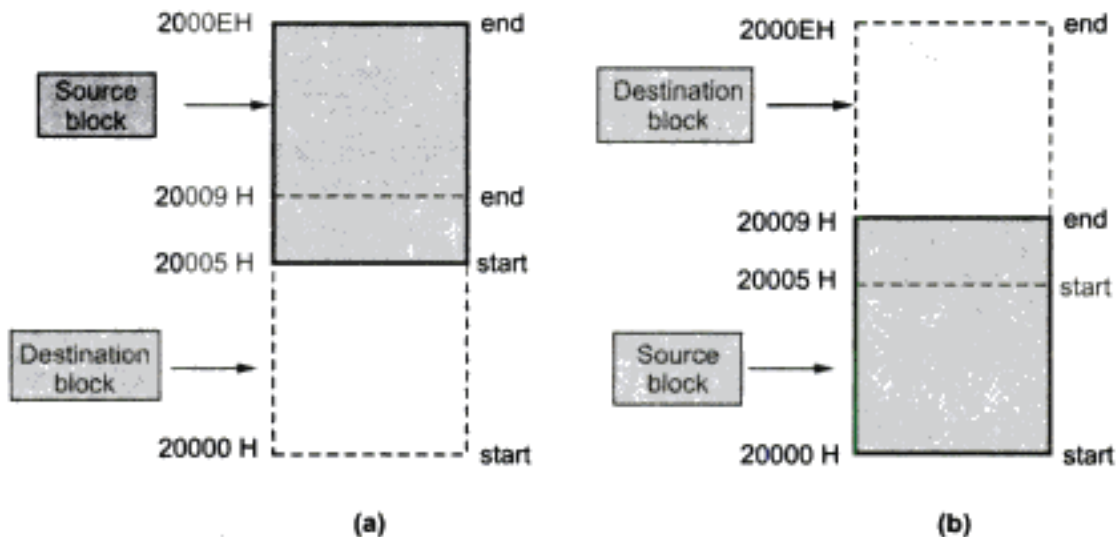 2000EH
end
Source
block
20009 H
end
20005 H
start
Destination
block
20000 H
start
(a)
2000EH
end
Destination
block
20009 H
end
20005 H
start
Source
block
20000 H
start
(b)